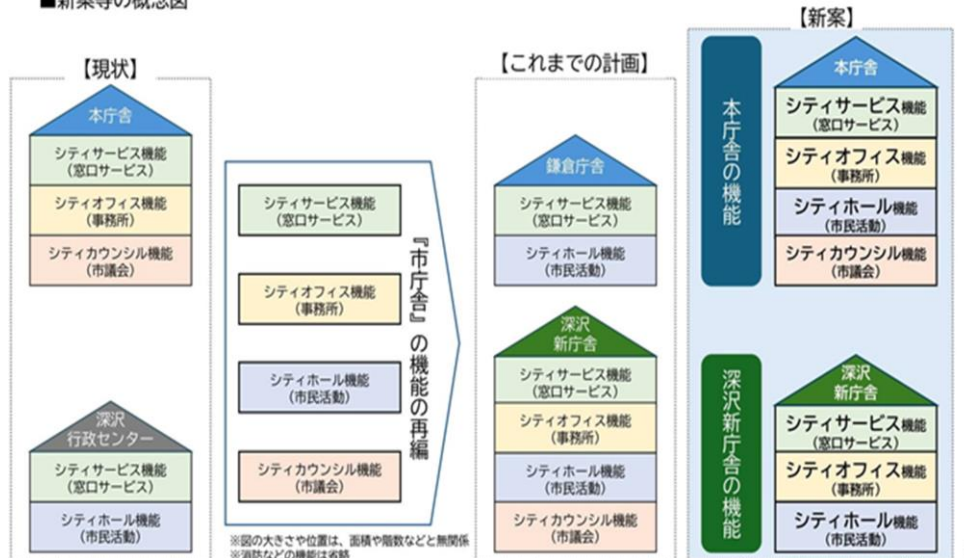 ■新案等の概念図
【現状】
本庁舎
シティサービス機能
(窓口サービス)
シティオフィス機能
(事務所)
シティカウンシル機能
(市議会)
深沢
行政センター
シティサービス機能
(窓口サービス)
シティホール機能
(市民活動)
シティサービス機能
(窓口サービス)
シティオフィス機能
(事務所)
シティホール機能
(市民活動)
シティカウンシル機能
(市議会)
『市庁舎』の機能の再編
※図の大きさや位置は、面積や階数などと無関係
※消防などの機能は省略
【これまでの計画】
鎌倉庁舎
シティサービス機能
(窓口サービス)
シティホール機能
(市民活動)
深沢
新庁舎
シティサービス機能
(窓口サービス)
シティオフィス機能
(事務所)
シティホール機能
(市民活動)
シティカウンシル機能
(市議会)
【新案】
本庁舎の機能
本庁舎
シティサービス機能
(窓口サービス)
シティオフィス機能
(事務所)
シティホール機能
(市民活動)
シティカウンシル機能
(市議会)
深沢新庁舎の機能
深沢
新庁舎
シティサービス機能
(窓口サービス)
シティオフィス機能
(事務所)
シティホール機能
(市民活動)